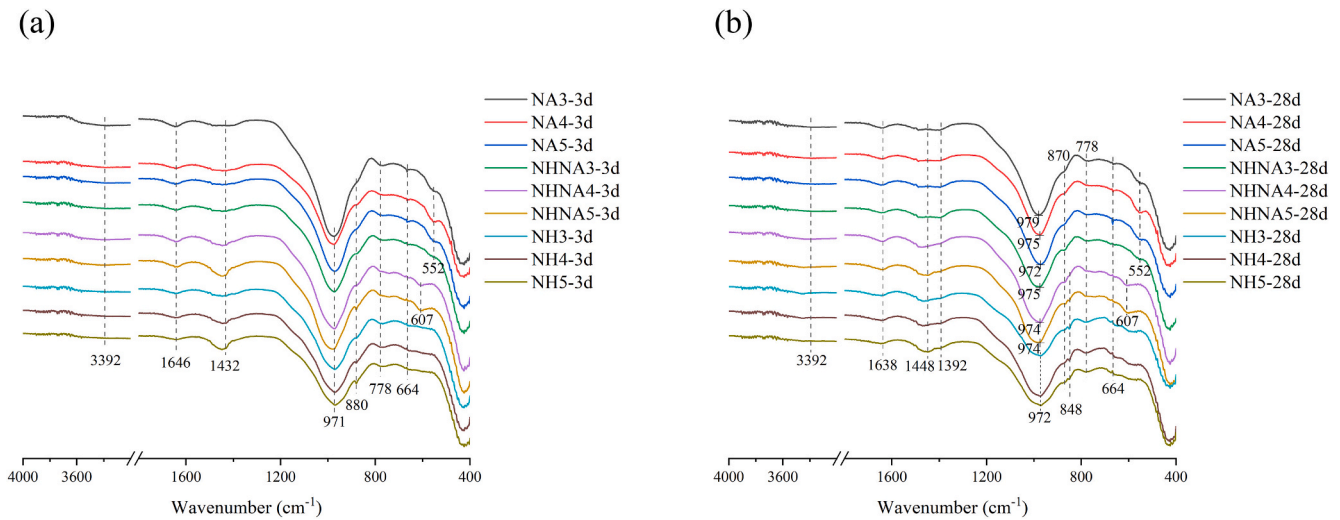 (a)
NA3-3d
NA4-3d
NA5-3d
NHNA3-3d
NHNA4-3d
NHNA5-3d
NH3-3d
NH4-3d
NH5-3d
552
607
3392
1646
1432
971
880
778
664
4000
3600
1600
1200
800
400
Wavenumber (cm⁻¹)
(b)
NA3-28d
NA4-28d
NA5-28d
NHNA3-28d
NHNA4-28d
NHNA5-28d
NH3-28d
NH4-28d
NH5-28d
870
778
979
975
972
975
974
974
552
607
3392
1638
1448
1392
972
848
664
4000
3600
1600
1200
800
400
Wavenumber (cm⁻¹)